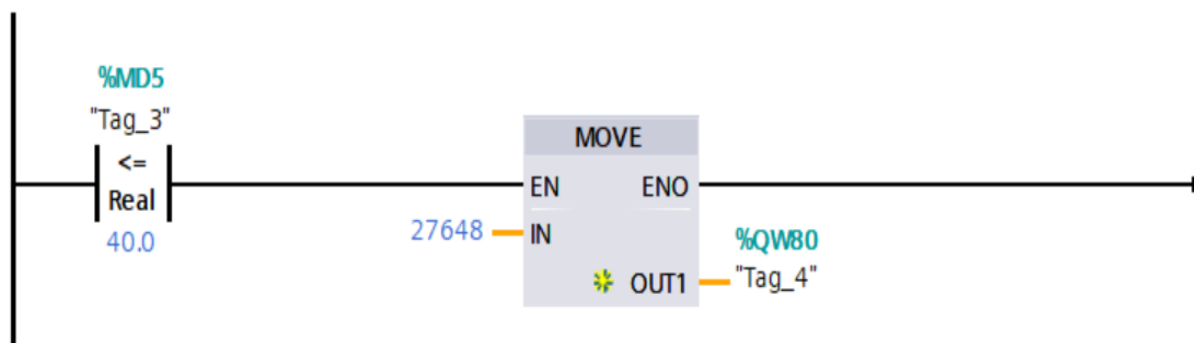 %MD5
"Tag_3"
<=
Real
40.0
MOVE
EN ENO
27648 IN
%QW80
OUT1 "Tag_4"